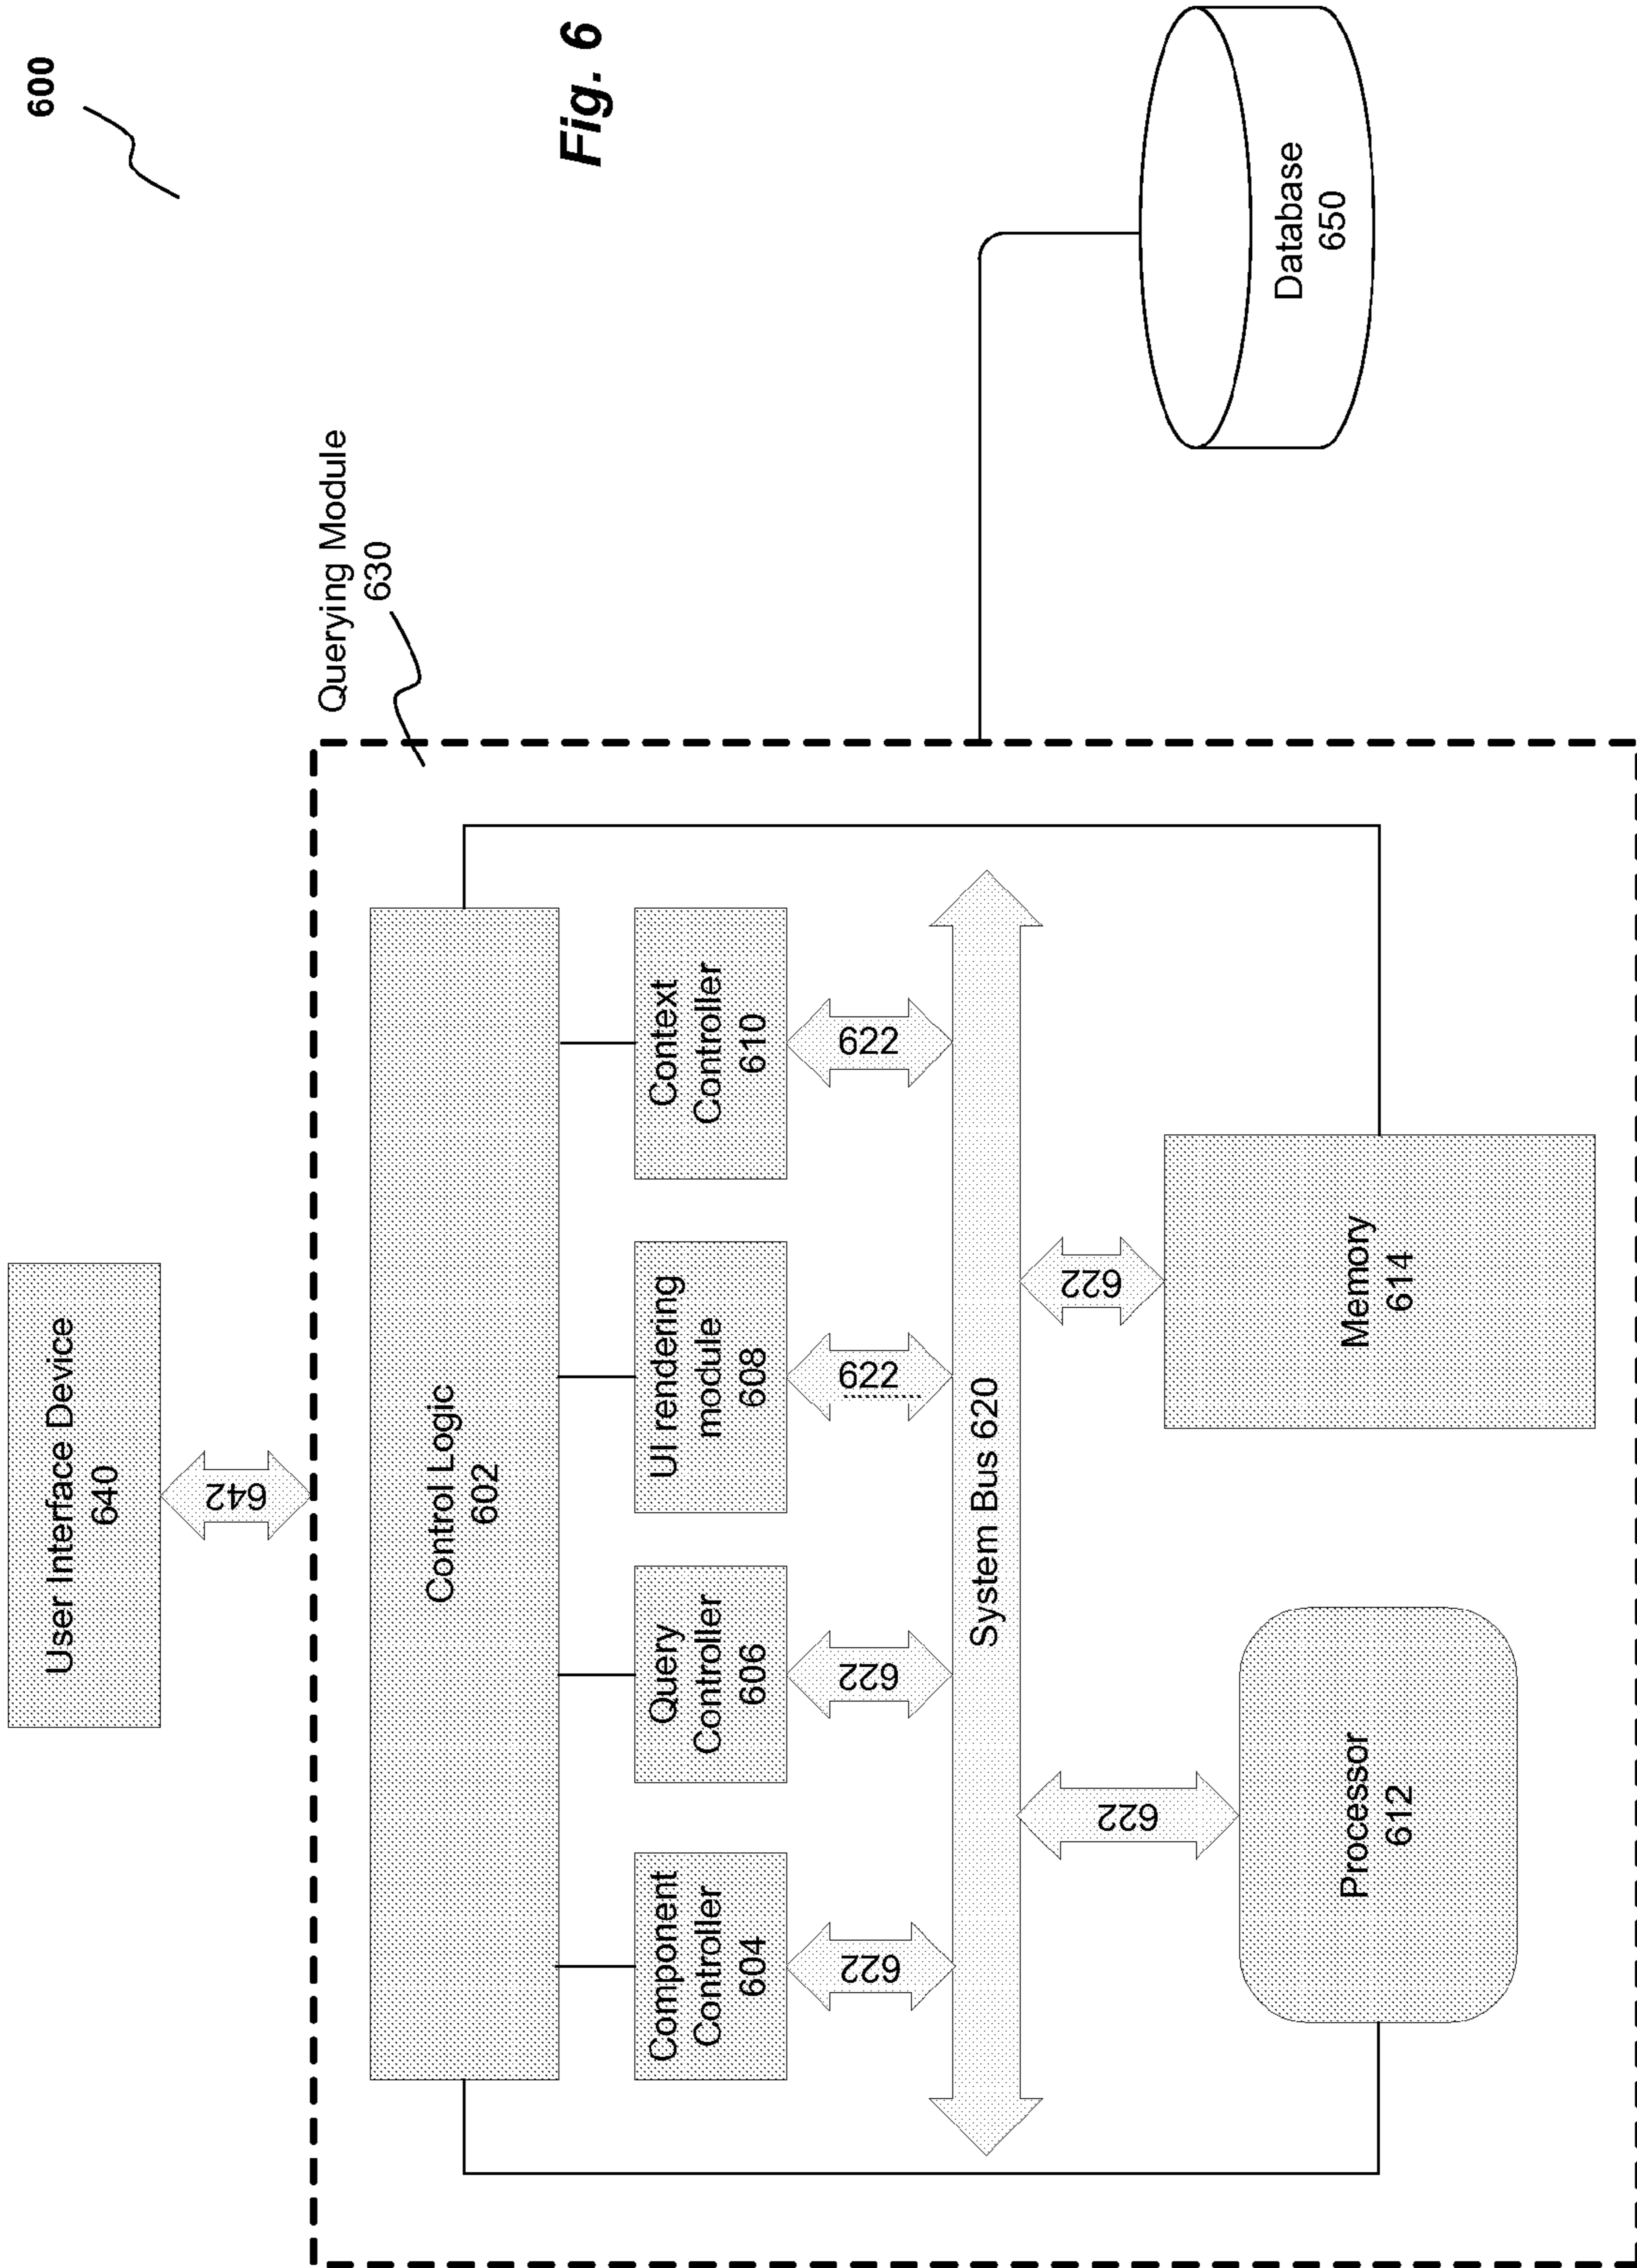 600
User Interface Device
640
642
Querying Module
630
Control Logic
602
Fig. 6
Component
Controller
604
Query
Controller
606
UI rendering
module
608
Context
Controller
610
622
622
622
622
System Bus 620
622
622
Processor
612
Memory
614
Database
650